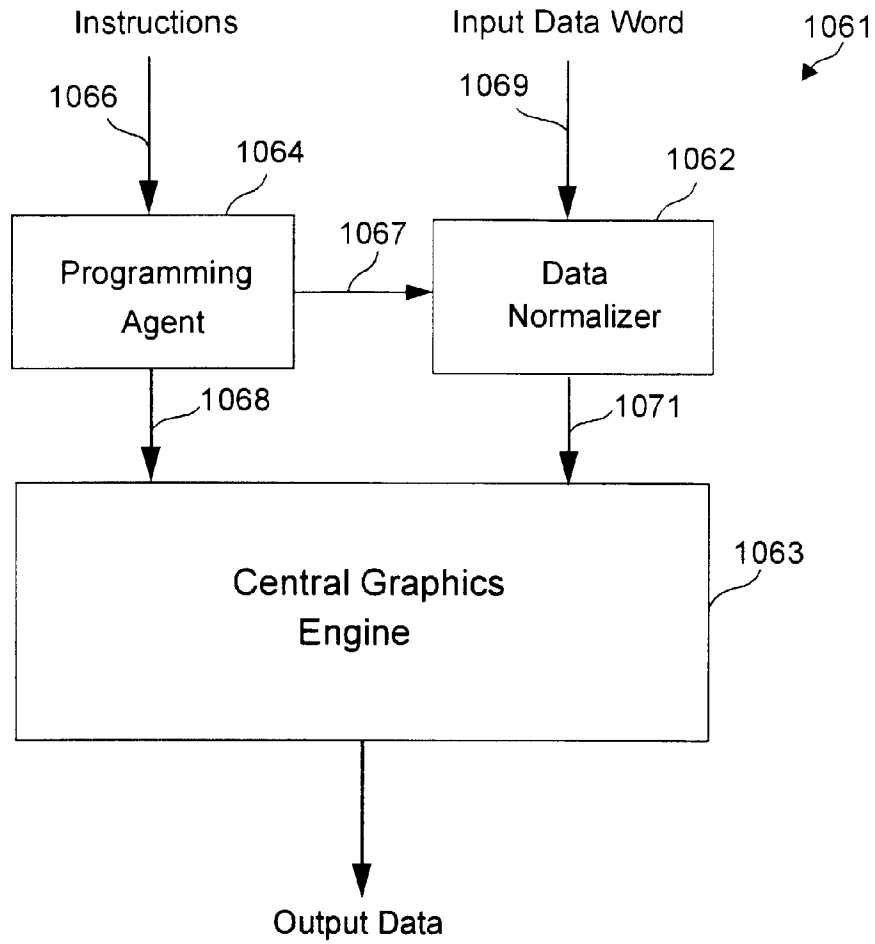 Instructions
Input Data Word
1061
1066
1069
1064
1062
1067
Programming
Agent
Data
Normalizer
1068
1071
Central Graphics
Engine
1063
Output Data